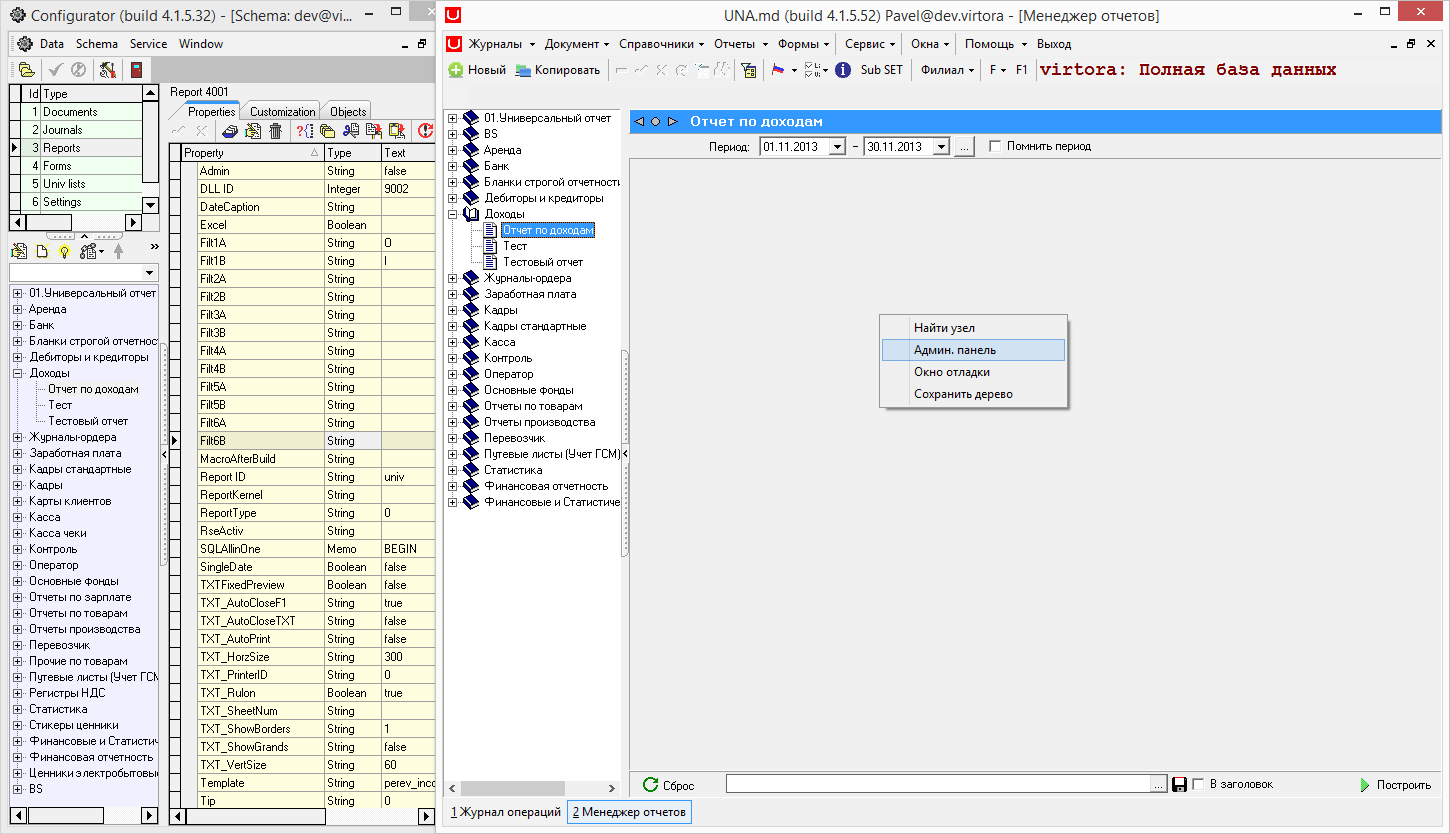 Configurator (build 4.1.5.32) - [Schema: dev@vi...
Data Schema Service Window
Id Type
1 Documents
2 Journals
3 Reports
4 Forms
5 Univ lists
6 Settings
01.Универсальный отчет
Аренда
Банк
Бланки строгой отчетнос
Дебиторы и кредиторы
Доходы
Отчет по доходам
Тест
Тестовый отчет
Журналы-ордера
Заработная плата
Кадры стандартные
Кадры
Карты клиентов
Касса
Касса чеки
Контроль
Оператор
Основные фонды
Отчеты по зарплате
Отчеты по товарам
Отчеты производства
Перевозчик
Прочие по товарам
Путевые листы (Учет ГСМ
Регистры НДС
Статистика
Стикеры ценники
Финансовые и Статистич
Финансовая отчетность
Ценники электробытовы
BS
Report 4001
Properties Customization Objects
Property Type Text
Admin String false
DLL ID Integer 9002
DateCaption String
Excel Boolean
Filt1A String O
Filt1B String I
Filt2A String
Filt2B String
Filt3A String
Filt3B String
Filt4A String
Filt4B String
Filt5A String
Filt5B String
Filt6A String
Filt6B String
MacroAfterBuild String
Report ID String univ
ReportKernel String
ReportType String 0
RseActiv String
SQLAllinOne Memo BEGIN
SingleDate Boolean false
TXTFixedPreview Boolean false
TXT_AutoCloseF1 String true
TXT_AutoCloseTXT String false
TXT_AutoPrint String false
TXT_HorzSize String 300
TXT_PrinterID String 0
TXT_Rulon Boolean true
TXT_SheetNum String
TXT_ShowBorders String 1
TXT_ShowGrands String false
TXT_VertSize String 60
Template String perev_inco
Tip String 0
UNA.md (build 4.1.5.52) Pavel@dev.virtora - [Менеджер отчетов]
Журналы Документ Справочники Отчеты Формы Сервис Окна Помощь Выход
Новый Копировать Sub SET Филиал F F1 virtora: Полная база данных
01.Универсальный отчет
BS
Аренда
Банк
Бланки строгой отчетности
Дебиторы и кредиторы
Доходы
Отчет по доходам
Тест
Тестовый отчет
Журналы-ордера
Заработная плата
Кадры
Кадры стандартные
Касса
Контроль
Оператор
Основные фонды
Отчеты по товарам
Отчеты производства
Перевозчик
Путевые листы (Учет ГСМ)
Статистика
Финансовая отчетность
Финансовые и Статистиче
Отчет по доходам
Период: 01.11.2013 – 30.11.2013 ... Помнить период
Найти узел
Админ. панель
Окно отладки
Сохранить дерево
Сброс ... В заголовок Построить
1 Журнал операций 2 Менеджер отчетов